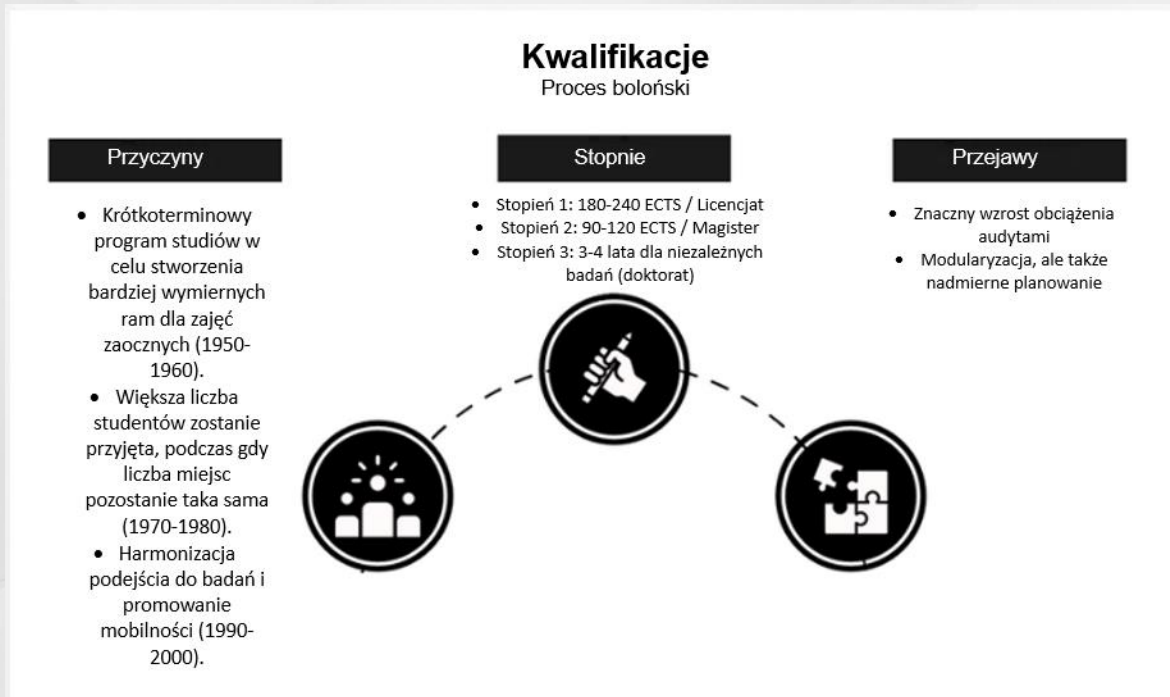 Kwalifikacje
Proces boloński
Przyczyny
• Krótkoterminowy
program studiów w
celu stworzenia
bardziej wymiernych
ram dla zajęć
zaocznych (1950-
1960).
• Większa liczba
studentów zostanie
przyjęta, podczas gdy
liczba miejsc
pozostanie taka sama
(1970-1980).
• Harmonizacja
podejścia do badań i
promowanie
mobilności (1990-
2000).
Stopnie
• Stopień 1: 180-240 ECTS / Licencjat
• Stopień 2: 90-120 ECTS / Magister
• Stopień 3: 3-4 lata dla niezależnych
badań (doktorat)
Przejawy
• Znaczny wzrost obciążenia
audytami
• Modularyzacja, ale także
nadmierne planowanie